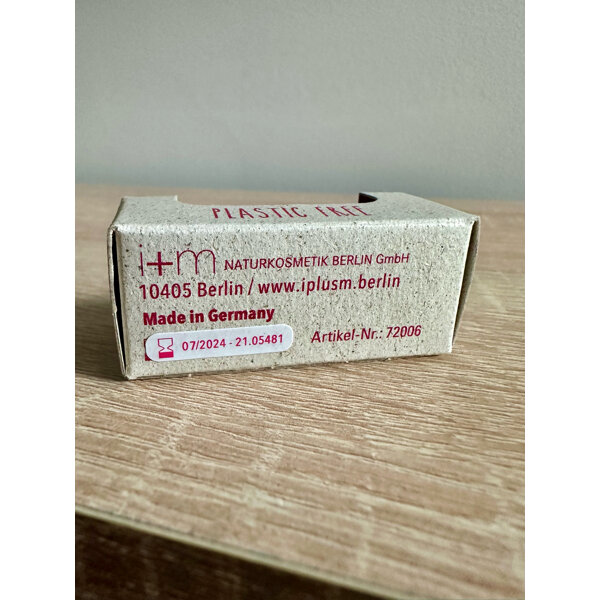 PLASTIC FREE
i+m NATURKOSMETIK BERLIN GmbH
10405 Berlin / www.iplusm.berlin
Made in Germany
07/2024 - 21.05481
Artikel-Nr.: 72006